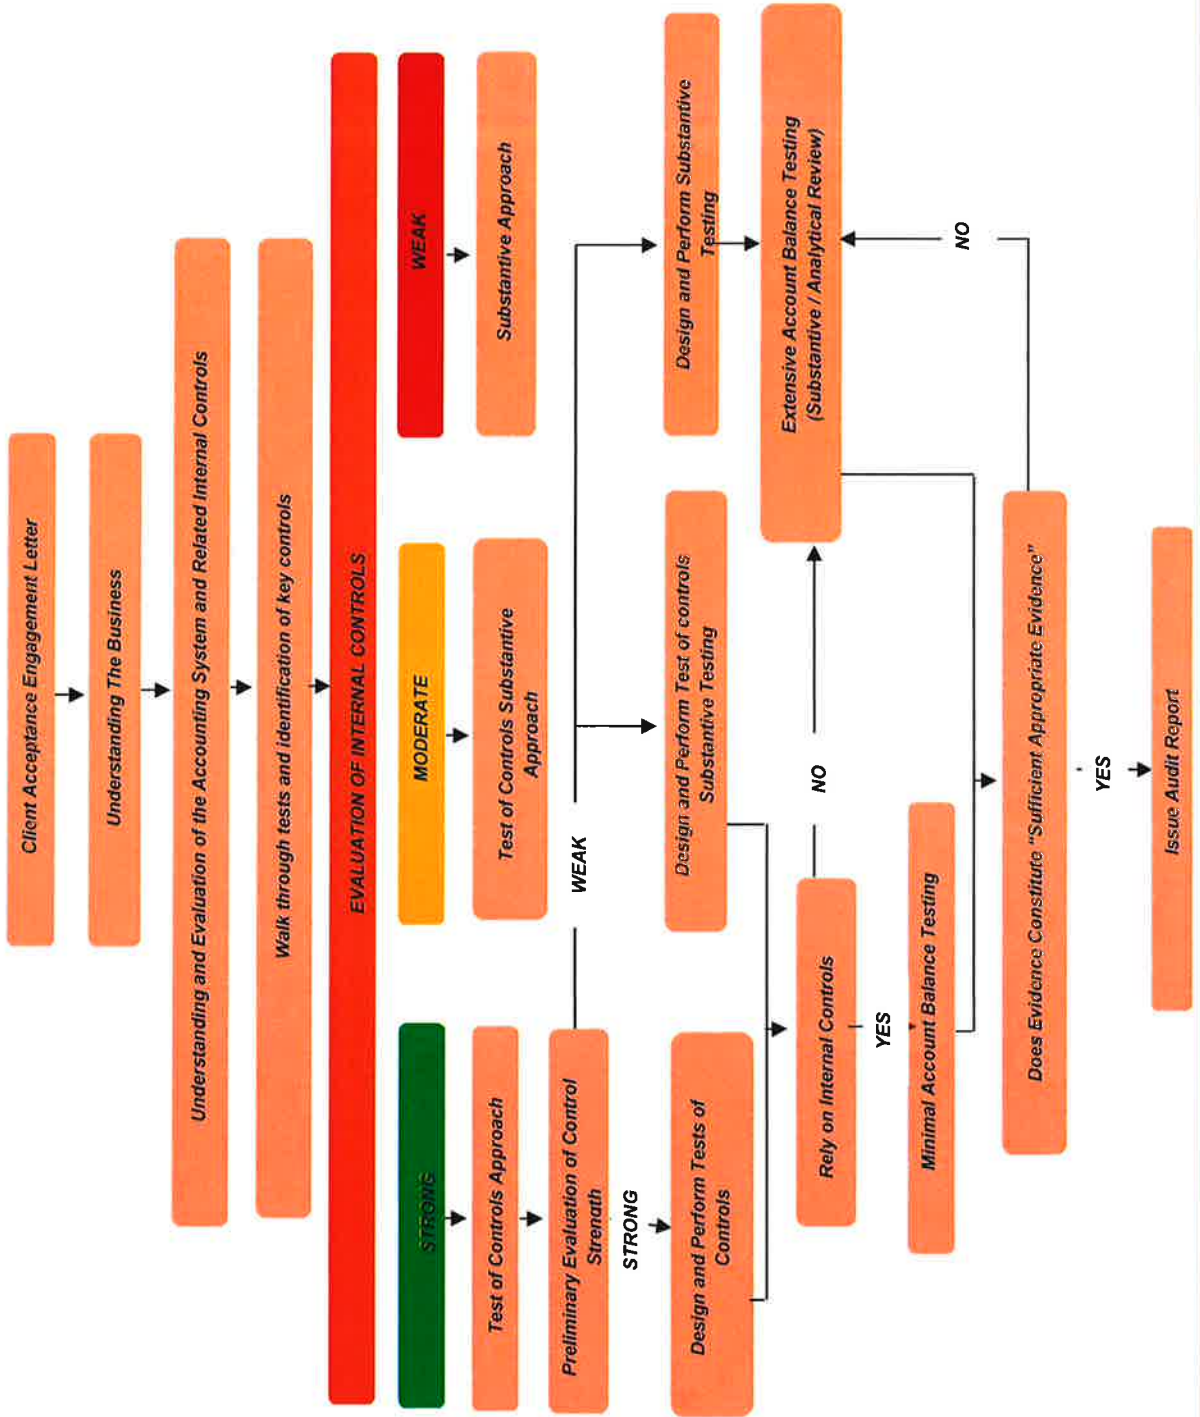 Client Acceptance Engagement Letter
Understanding The Business
Understanding and Evaluation of the Accounting System and Related Internal Controls
Walk through tests and identification of key controls
EVALUATION OF INTERNAL CONTROLS
STRONG
MODERATE
WEAK
Test of Controls Approach
Test of Controls Substantive
Approach
Substantive Approach
Preliminary Evaluation of Control
Strength
WEAK
STRONG
Design and Perform Tests of
Controls
Design and Perform Test of controls
Substantive Testing
Design and Perform Substantive
Testing
Rely on Internal Controls
NO
Extensive Account Balance Testing
(Substantive / Analytical Review)
YES
Minimal Account Balance Testing
NO
Does Evidence Constitute "Sufficient Appropriate Evidence"
YES
Issue Audit Report